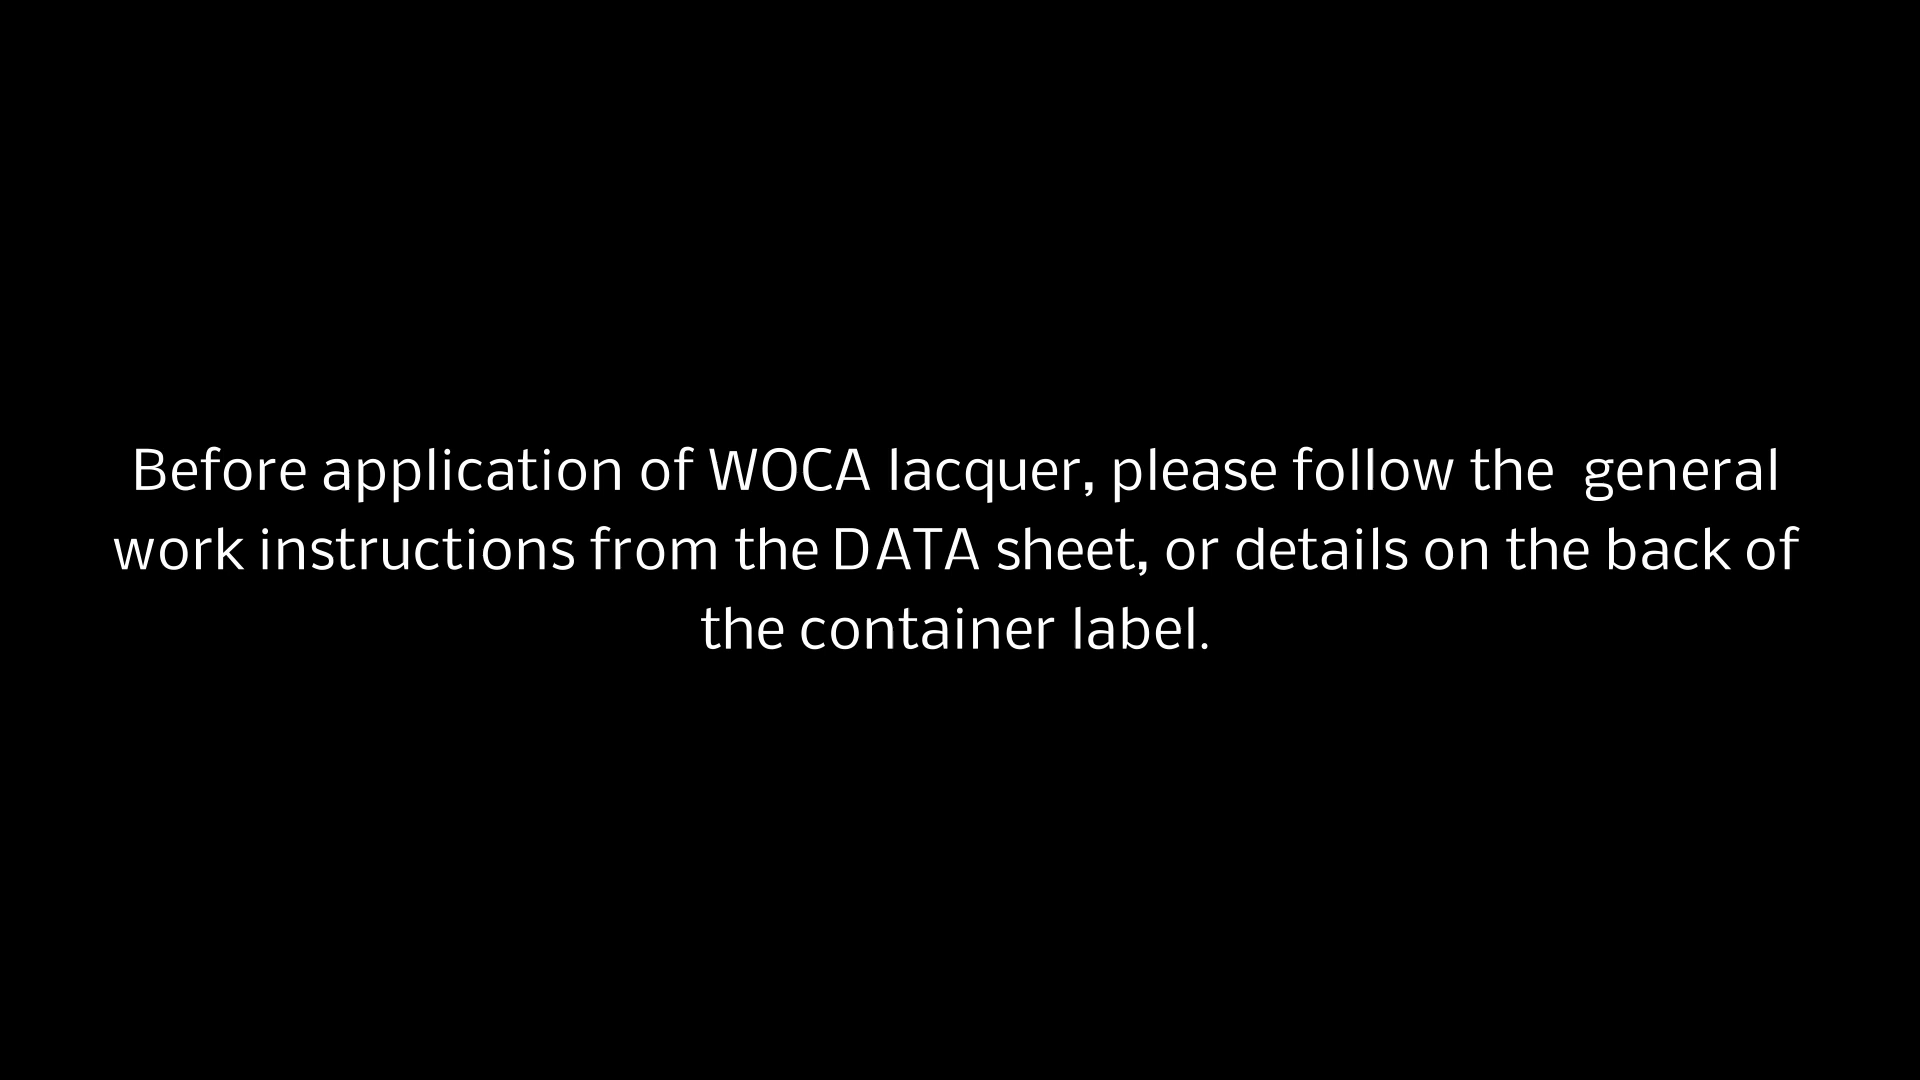 Before application of WOCA lacquer, please follow the  general
work instructions from the DATA sheet, or details on the back of
the container label.